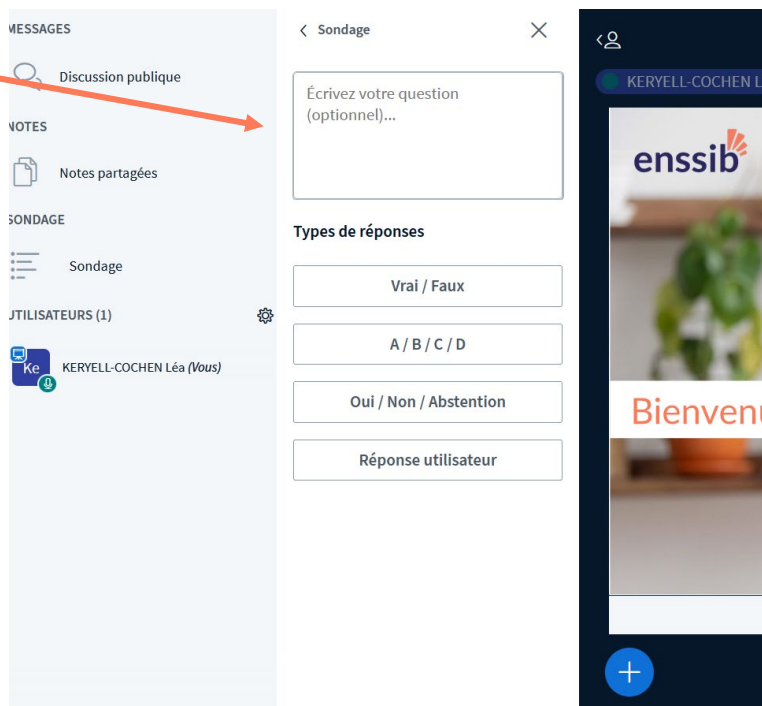 MESSAGES
Discussion publique
NOTES
Notes partagées
SONDAGE
Sondage
UTILISATEURS (1)
Ke
KERYELL-COCHEN Léa (Vous)
Sondage
Écrivez votre question
(optionnel)...
Types de réponses
Vrai / Faux
A / B / C / D
Oui / Non / Abstention
Réponse utilisateur
KERYELL-COCHEN L
enssib
Bienvenu